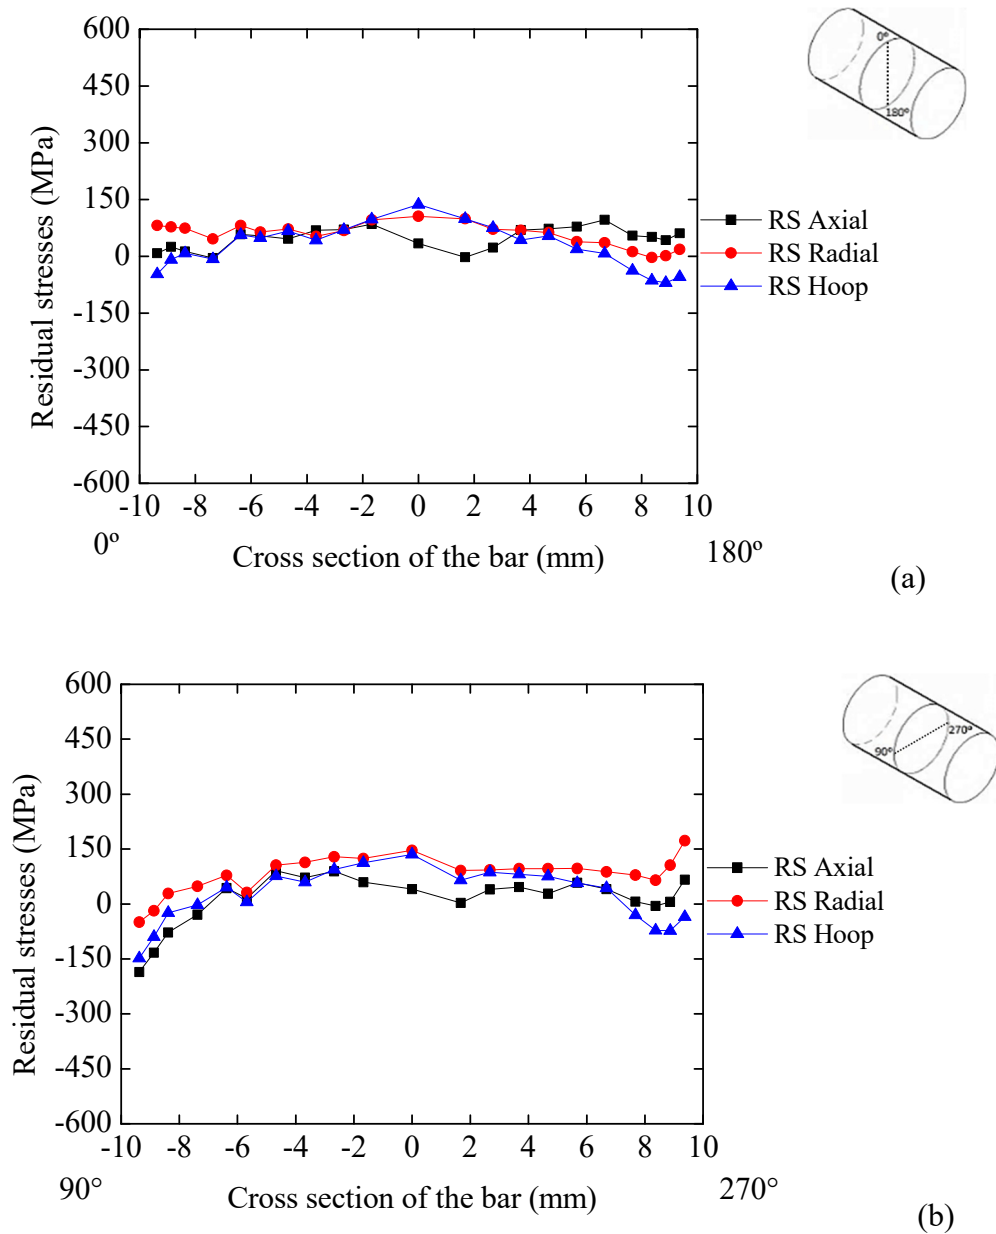 600
450
300
150
0
-150
-300
-450
-600
Residual stresses (MPa)
-10 -8 -6 -4 -2 0 2 4 6 8 10
0º
Cross section of the bar (mm)
180º
RS Axial
RS Radial
RS Hoop
0º
180º
(a)
600
450
300
150
0
-150
-300
-450
-600
Residual stresses (MPa)
-10 -8 -6 -4 -2 0 2 4 6 8 10
90°
Cross section of the bar (mm)
270°
RS Axial
RS Radial
RS Hoop
90º
270º
(b)